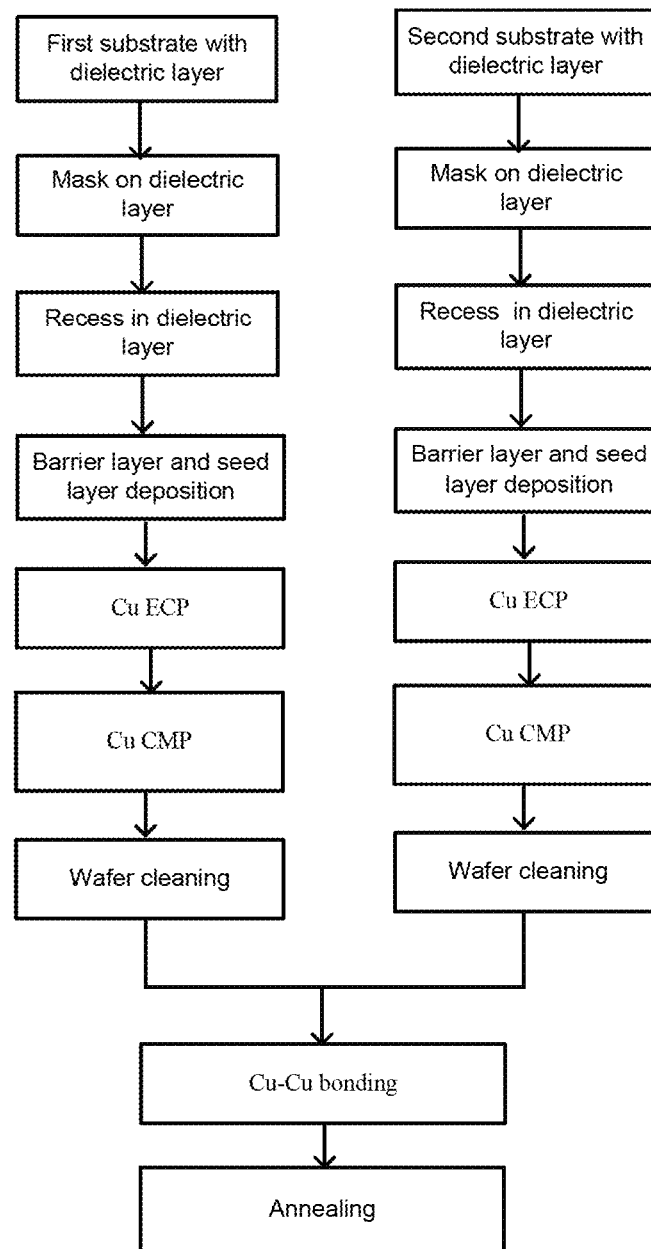 First substrate with
dielectric layer
Mask on dielectric
layer
Recess in dielectric
layer
Barrier layer and seed
layer deposition
Cu ECP
Cu CMP
Wafer cleaning
Second substrate with
dielectric layer
Mask on dielectric
layer
Recess in dielectric
layer
Barrier layer and seed
layer deposition
Cu ECP
Cu CMP
Wafer cleaning
Cu-Cu bonding
Annealing